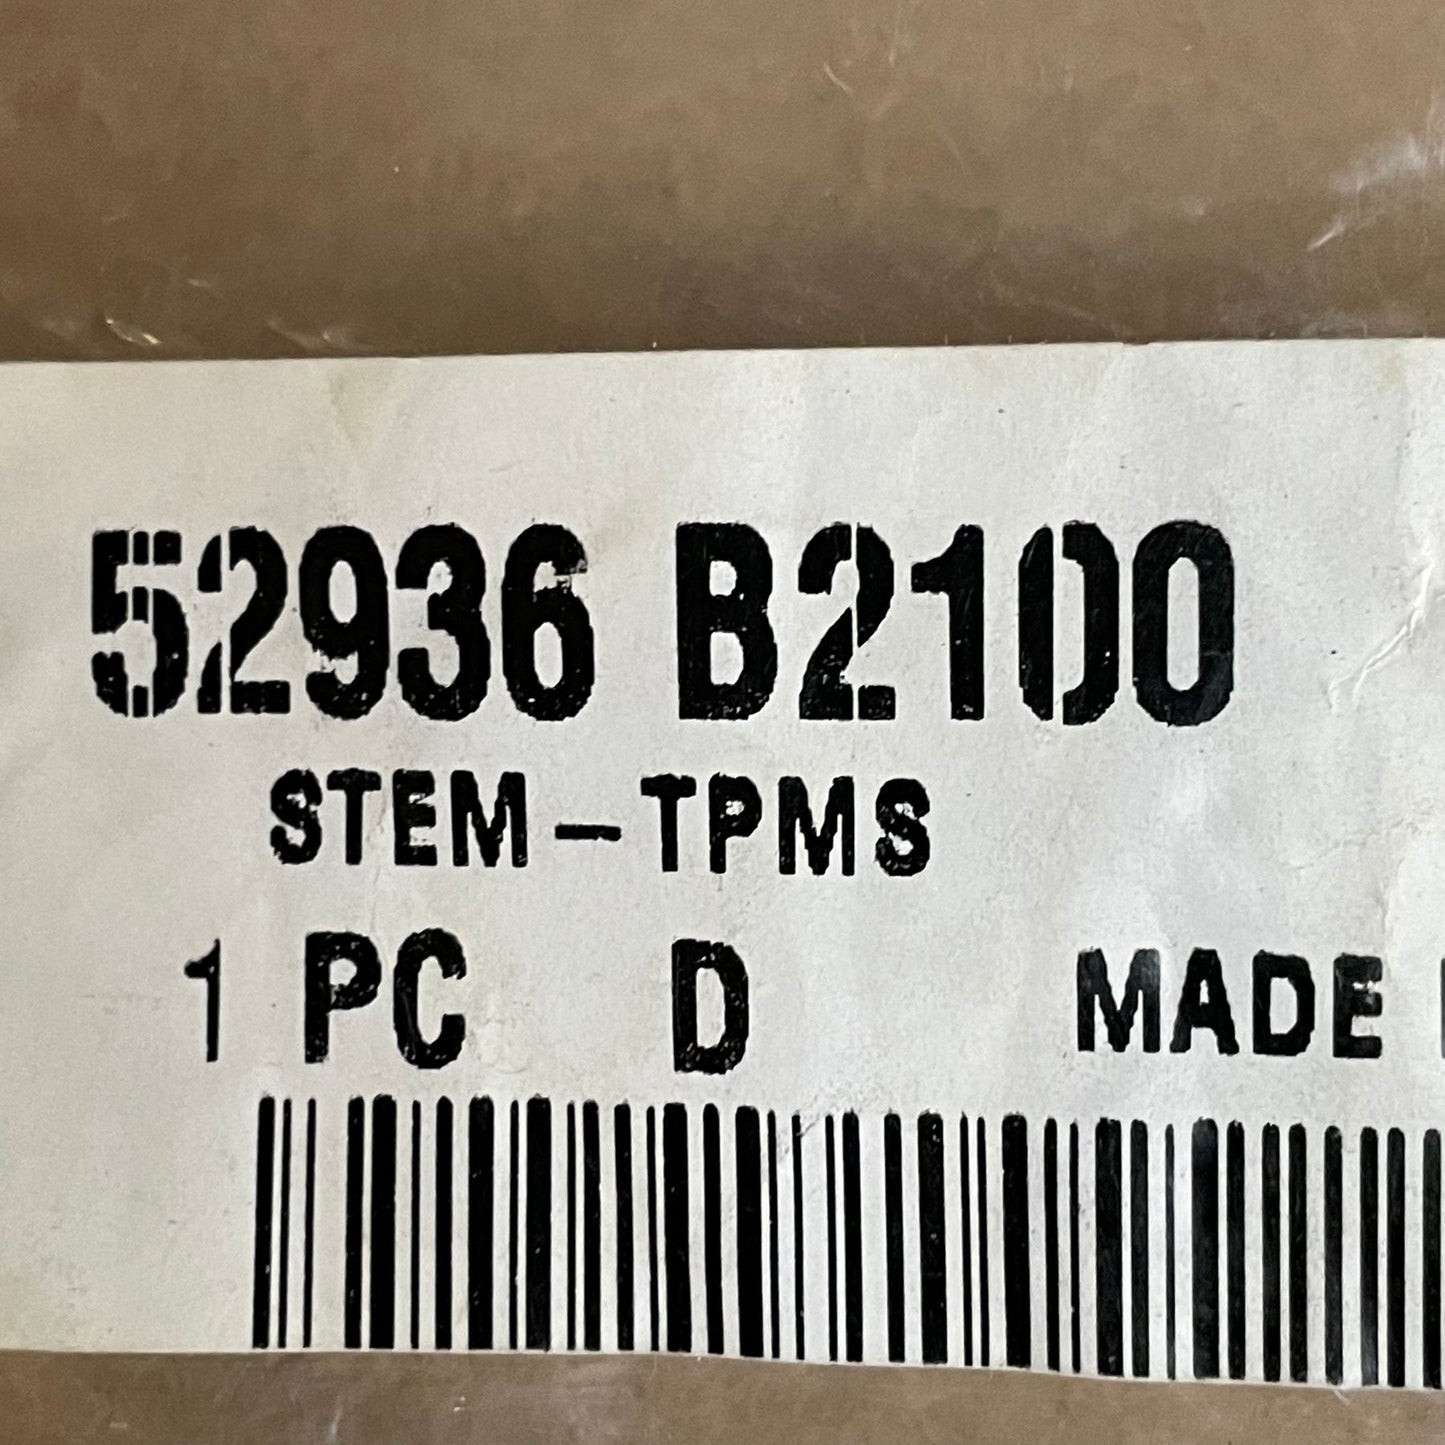 52936 B2100
STEM-TPMS
1 PC D MADE